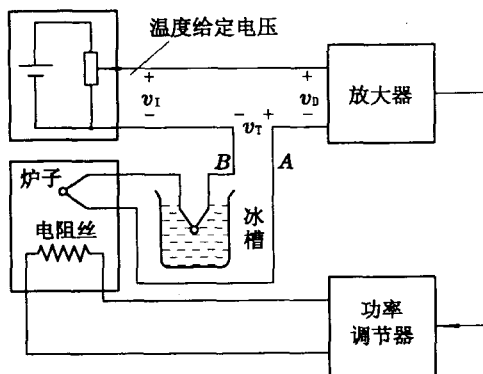 温度给定电压
+ +
v_I v_D 放大器
− − + −
v_T
B A
炉子
电阻丝
冰
槽
功率
调节器